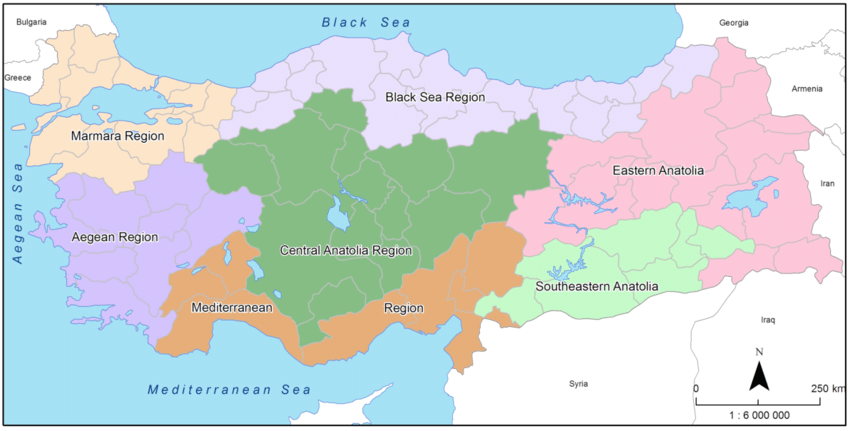 Bulgaria
Black Sea
Georgia
Greece
Armenia
Black Sea Region
Marmara Region
Eastern Anatolia
Iran
Aegean Sea
Aegean Region
Central Anatolia Region
Southeastern Anatolia
Mediterranean Region
Iraq
N
Mediterranean Sea
Syria
0 250 km
1 : 6 000 000